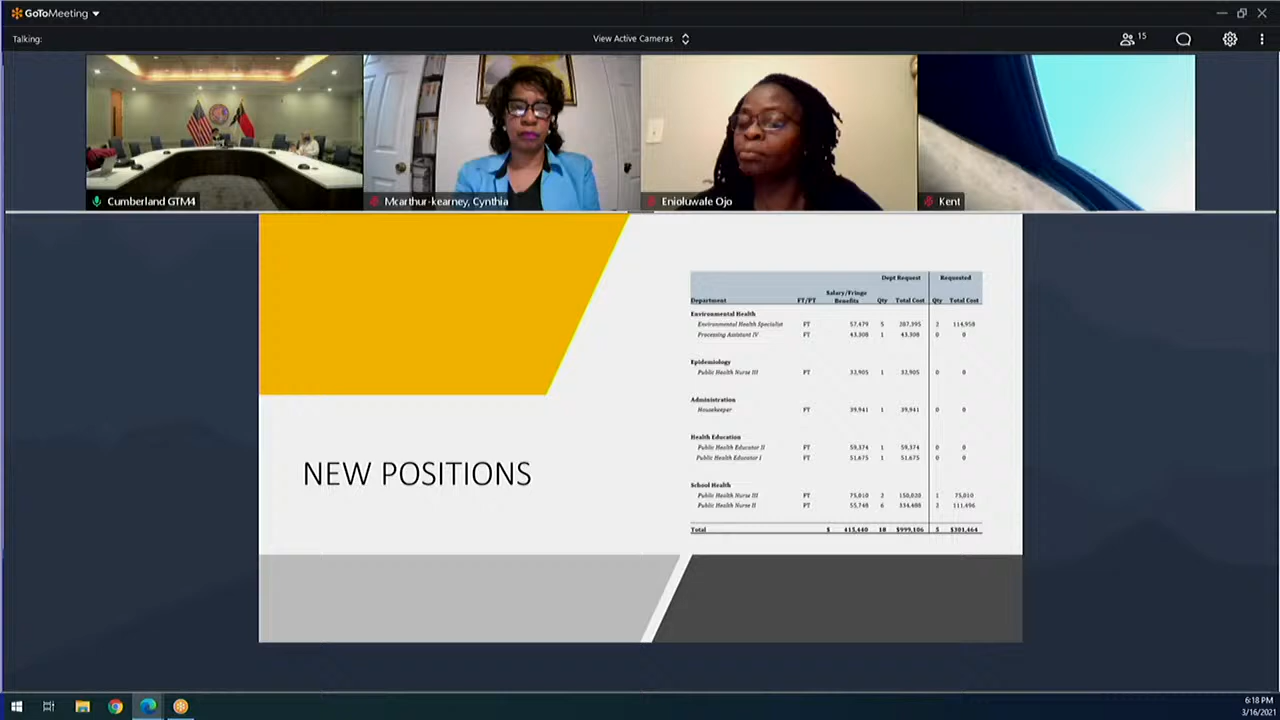 GoToMeeting
Talking:
View Active Cameras
15
Cumberland GTM4
Mcarthur-kearney, Cynthia
Enioluwale Ojo
Kent
NEW POSITIONS
Dept Request Requested
Salary/Fringe
Department FT/PT Benefits Qty Total Cost Qty Total Cost
Environmental Health
Environmental Health Specialist FT 57,479 5 287,395 2 114,958
Processing Assistant IV FT 43,308 1 43,308 0 0
Epidemiology
Public Health Nurse III FT 33,905 1 33,905 0 0
Administration
Housekeeper FT 39,941 1 39,941 0 0
Health Education
Public Health Educator II FT 59,374 1 59,374 0 0
Public Health Educator I FT 51,675 1 51,675 0 0
School Health
Public Health Nurse III FT 75,010 2 150,020 1 75,010
Public Health Nurse II FT 55,748 6 334,488 2 111,496
Total $ 415,440 18 $999,106 5 $301,464
6:18 PM
3/16/2021